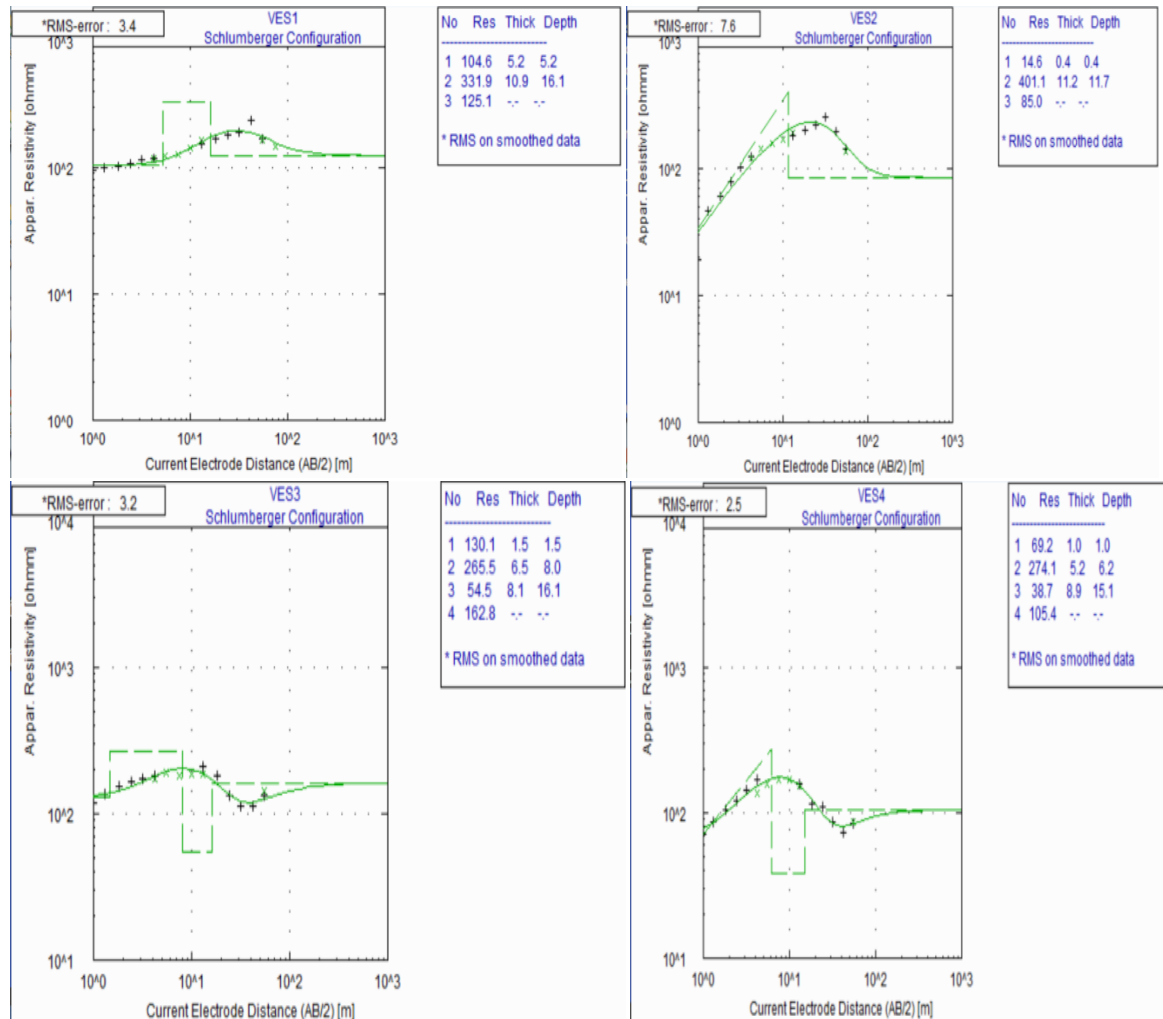 *RMS-error : 3.4
VES1
Schlumberger Configuration
10^3
10^2
10^1
10^0
Appar. Resistivity [ohmm]
10^0 10^1 10^2 10^3
Current Electrode Distance (AB/2) [m]
No Res Thick Depth
1 104.6 5.2 5.2
2 331.9 10.9 16.1
3 125.1 -.- -.-
* RMS on smoothed data
*RMS-error : 7.6
VES2
Schlumberger Configuration
10^3
10^2
10^1
10^0
Appar. Resistivity [ohmm]
10^0 10^1 10^2 10^3
Current Electrode Distance (AB/2) [m]
No Res Thick Depth
1 14.6 0.4 0.4
2 401.1 11.2 11.7
3 85.0 -.- -.-
* RMS on smoothed data
*RMS-error : 3.2
VES3
Schlumberger Configuration
10^4
10^3
10^2
10^1
Appar. Resistivity [ohmm]
10^0 10^1 10^2 10^3
Current Electrode Distance (AB/2) [m]
No Res Thick Depth
1 130.1 1.5 1.5
2 265.5 6.5 8.0
3 54.5 8.1 16.1
4 162.8 -.- -.-
* RMS on smoothed data
*RMS-error : 2.5
VES4
Schlumberger Configuration
10^4
10^3
10^2
10^1
Appar. Resistivity [ohmm]
10^0 10^1 10^2 10^3
Current Electrode Distance (AB/2) [m]
No Res Thick Depth
1 69.2 1.0 1.0
2 274.1 5.2 6.2
3 38.7 8.9 15.1
4 105.4 -.- -.-
* RMS on smoothed data